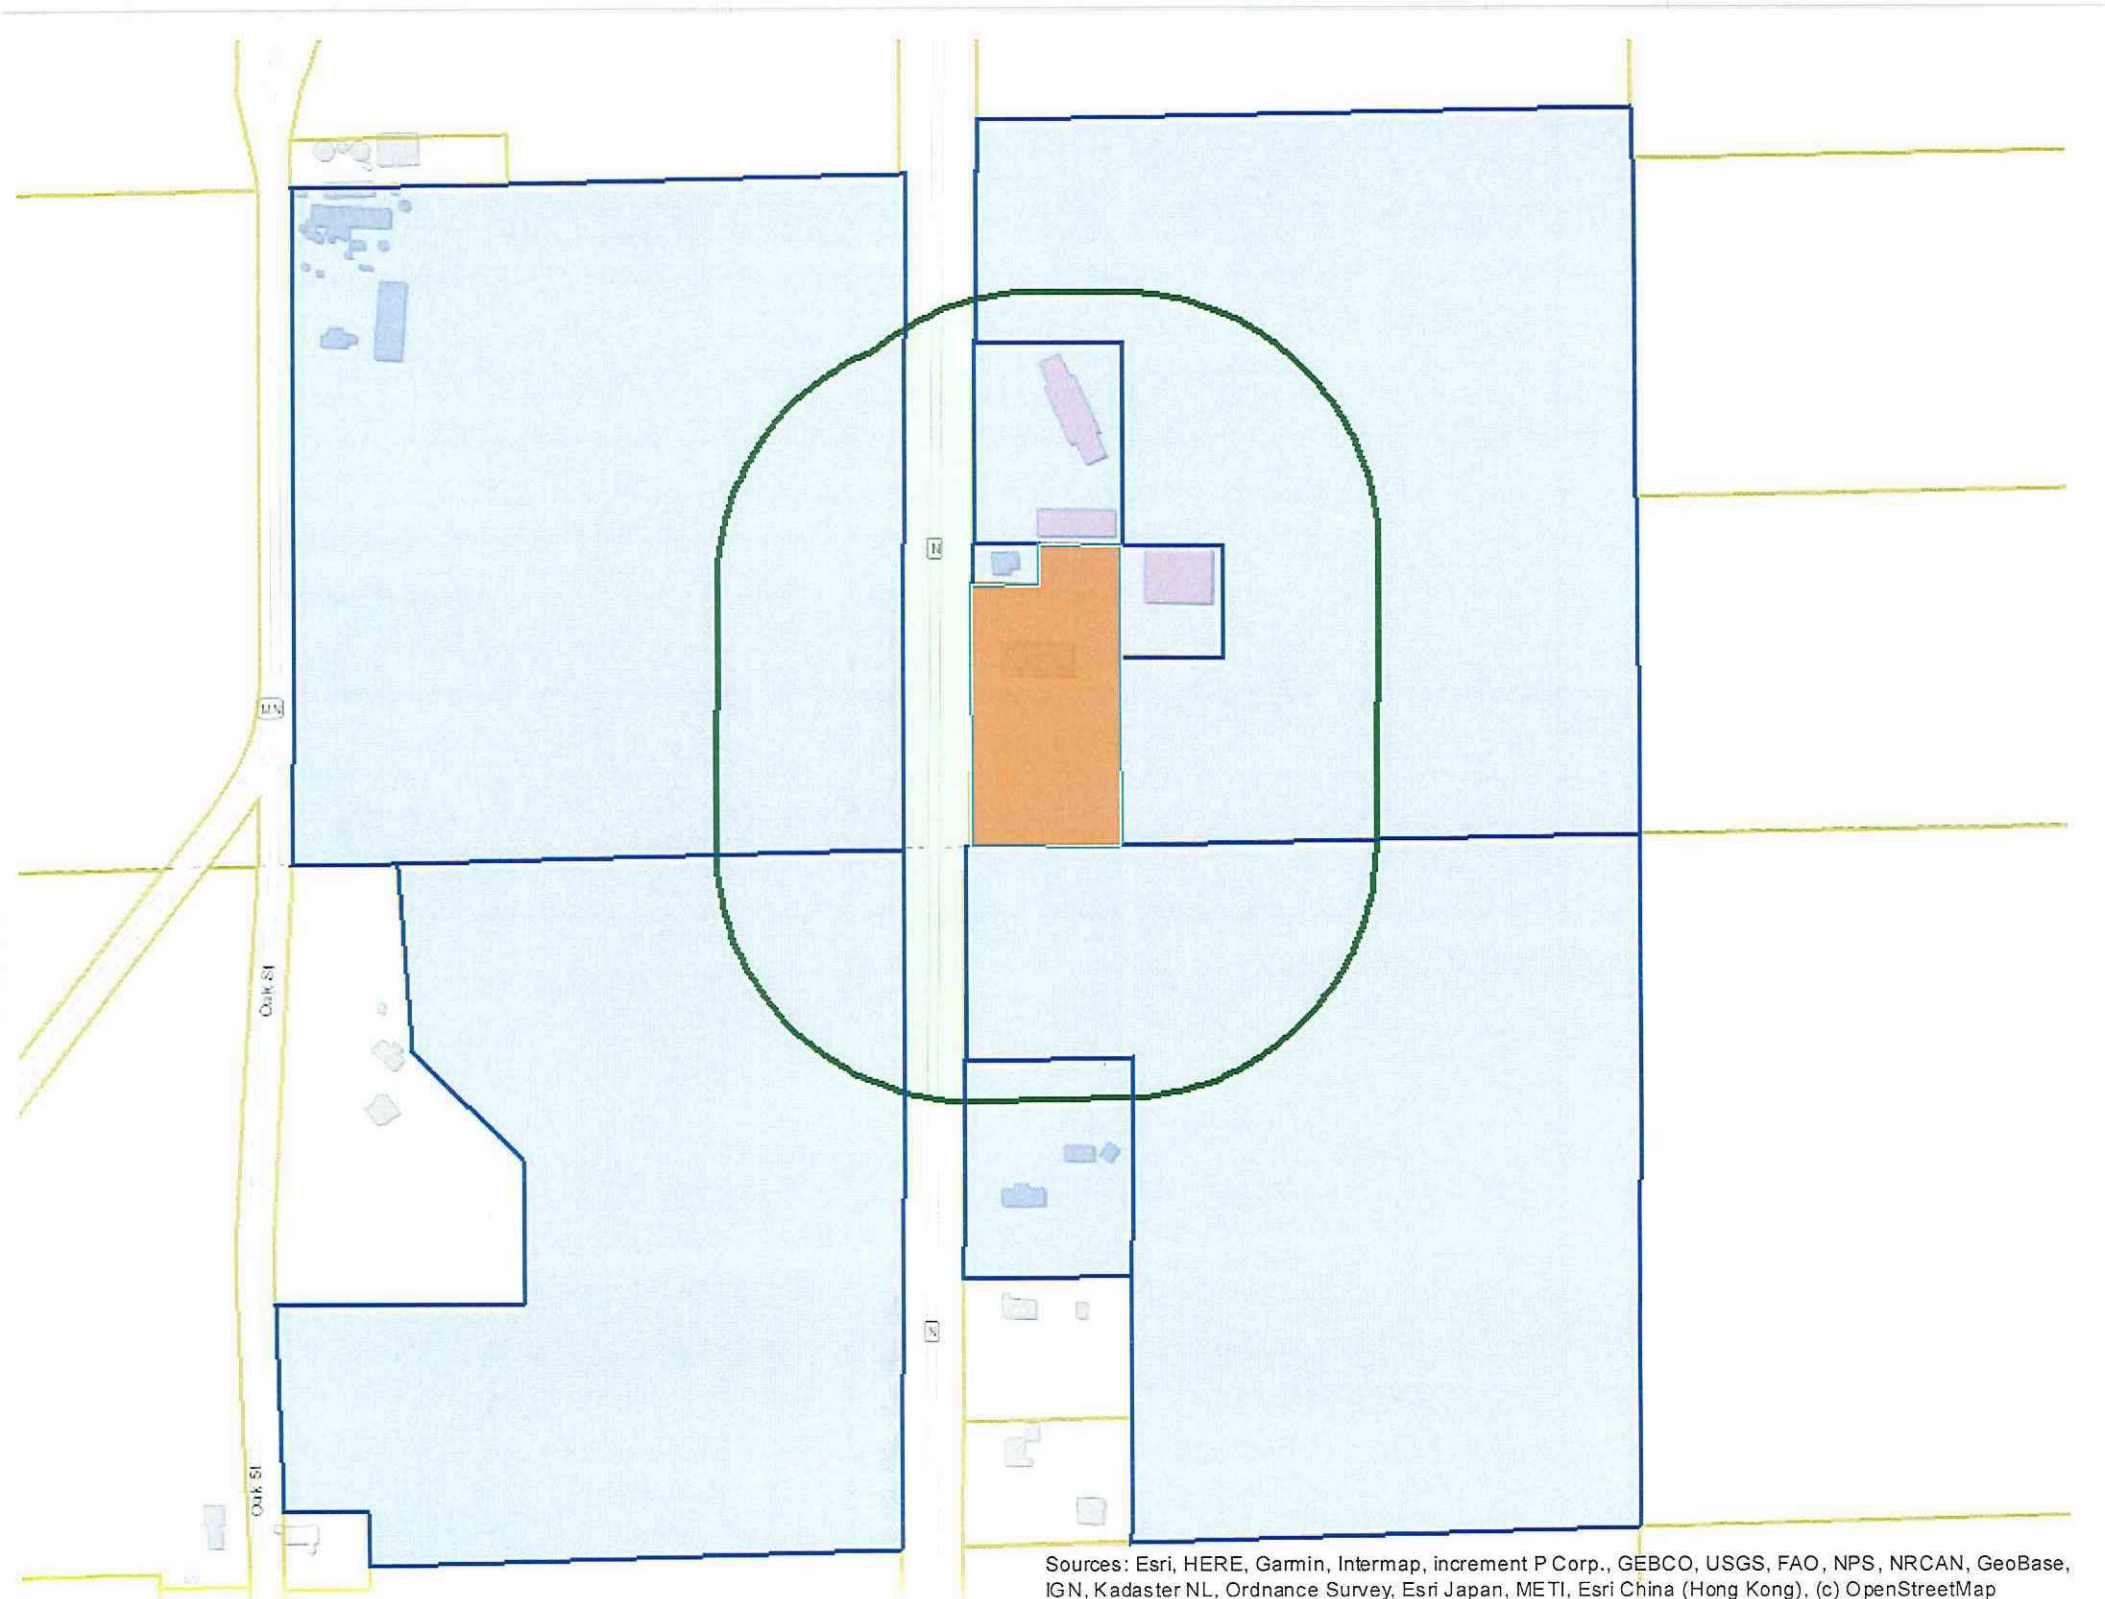 N
MN
Oak St
N
Oak St
Sources: Esri, HERE, Garmin, Intermap, increment P Corp., GEBCO, USGS, FAO, NPS, NRCAN, GeoBase,
IGN, Kadaster NL, Ordnance Survey, Esri Japan, METI, Esri China (Hong Kong), (c) OpenStreetMap